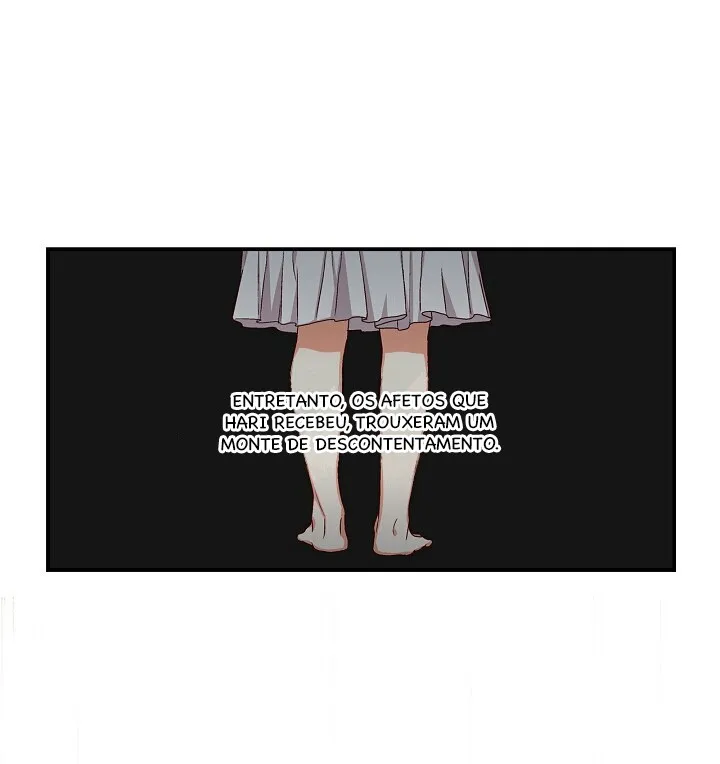 ENTRETANTO, OS AFETOS QUE
HARI RECEBEU, TROUXERAM UM
MONTE DE DESCONTENTAMENTO.